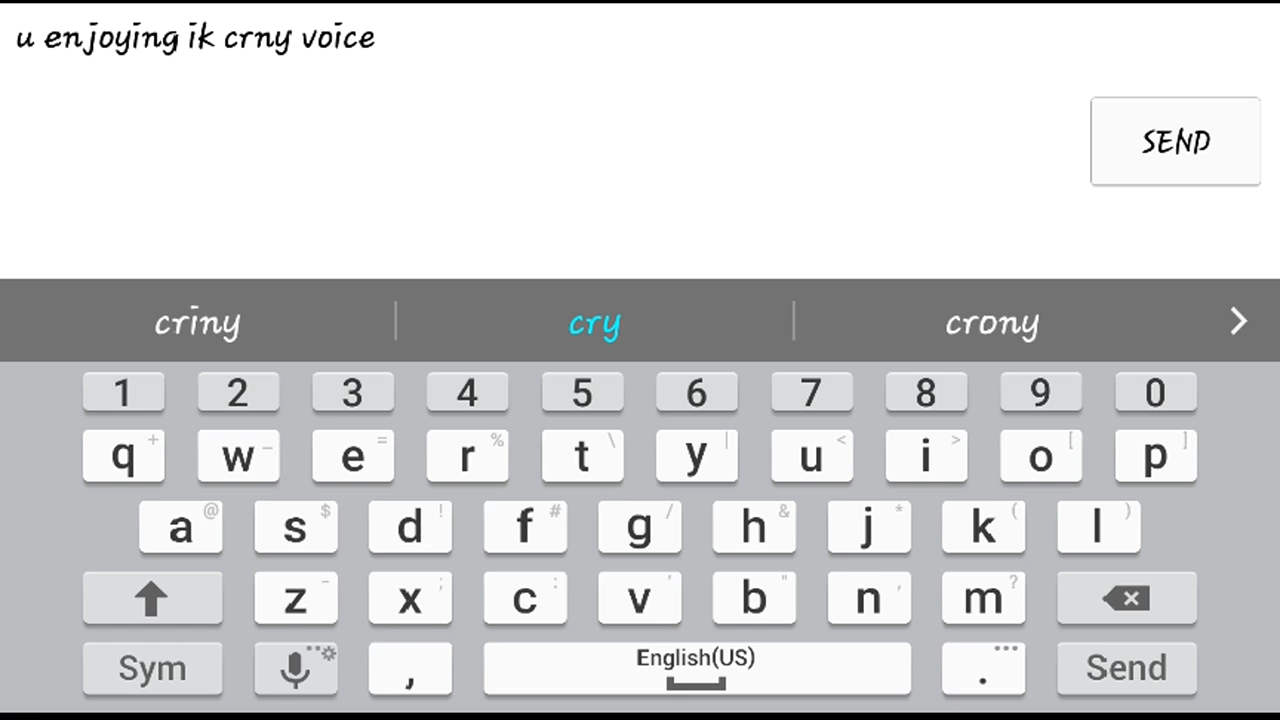 u enjoying ik crny voice
SEND
criny cry crony
1 2 3 4 5 6 7 8 9 0
q + w - e = r % t \ y | u < i > o [ p ]
a @ s $ d ! f # g / h & j * k ( l )
z - x ; c : v ' b " n , m ?
Sym , English(US) . Send